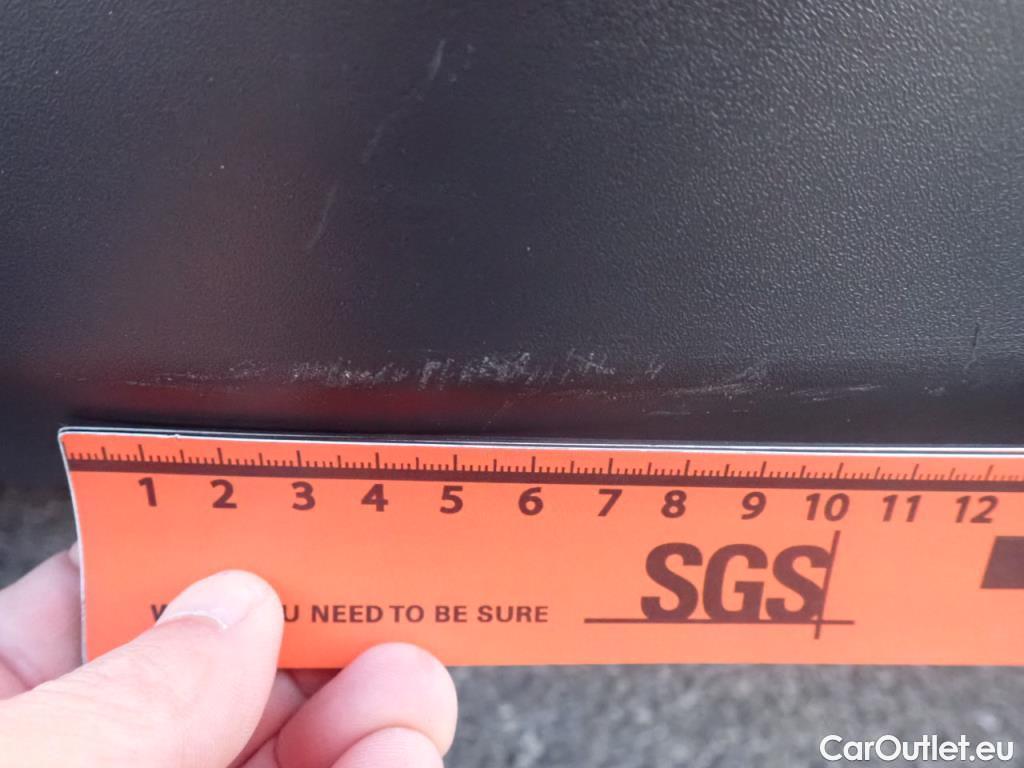 1 2 3 4 5 6 7 8 9 10 11 12
SGS
NEED TO BE SURE
CarOutlet.eu